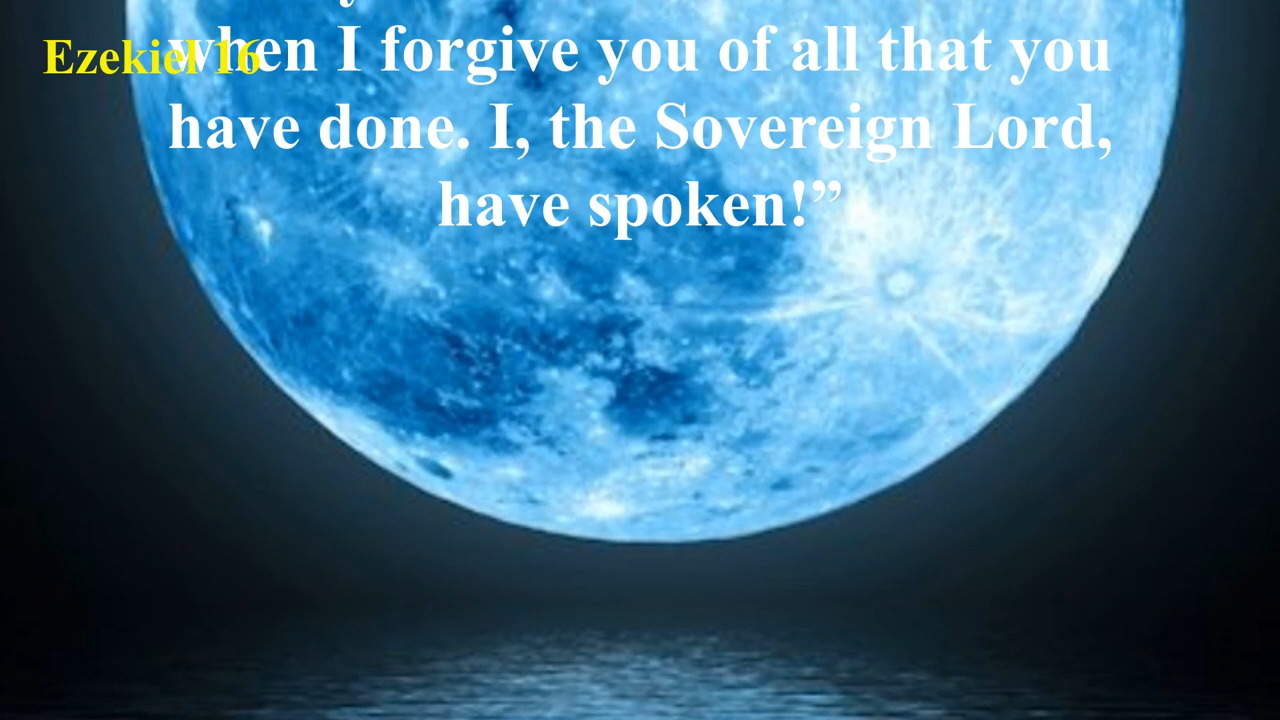 Ezekiel 16
when I forgive you of all that you
have done. I, the Sovereign Lord,
have spoken!”